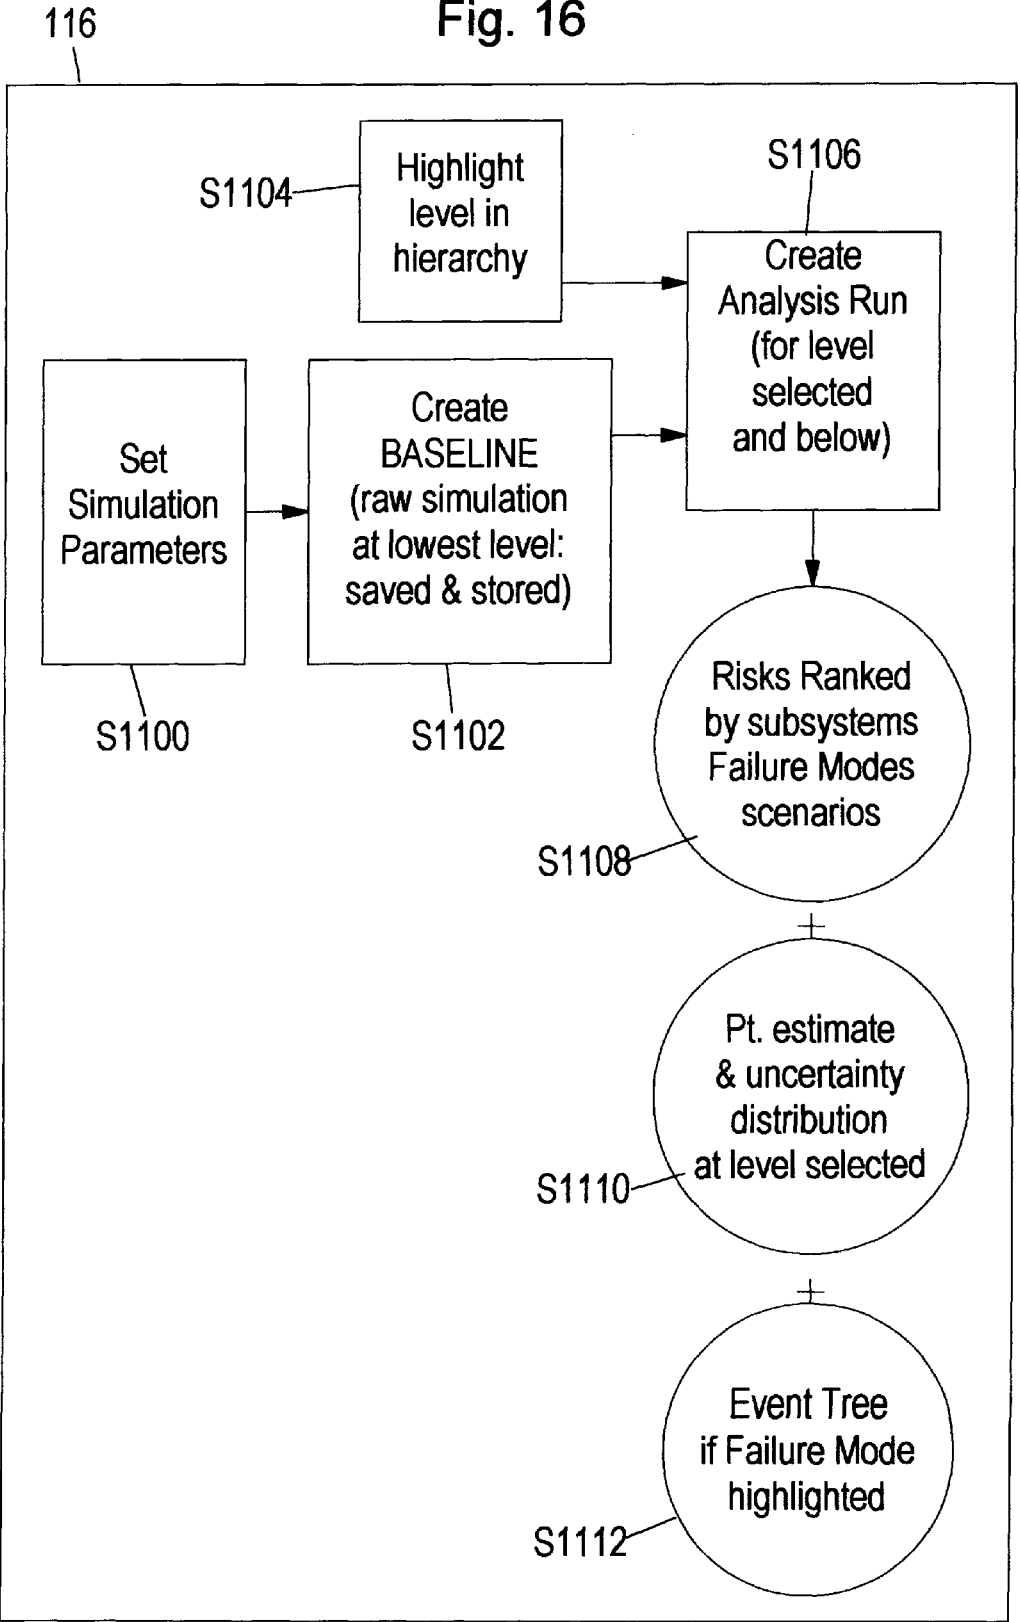 116
Fig. 16
S1104
Highlight
level in
hierarchy
S1106
Create
Analysis Run
(for level
selected
and below)
Set
Simulation
Parameters
S1100
Create
BASELINE
(raw simulation
at lowest level:
saved & stored)
S1102
Risks Ranked
by subsystems
Failure Modes
scenarios
S1108
+
Pt. estimate
& uncertainty
distribution
at level selected
S1110
+
Event Tree
if Failure Mode
highlighted
S1112